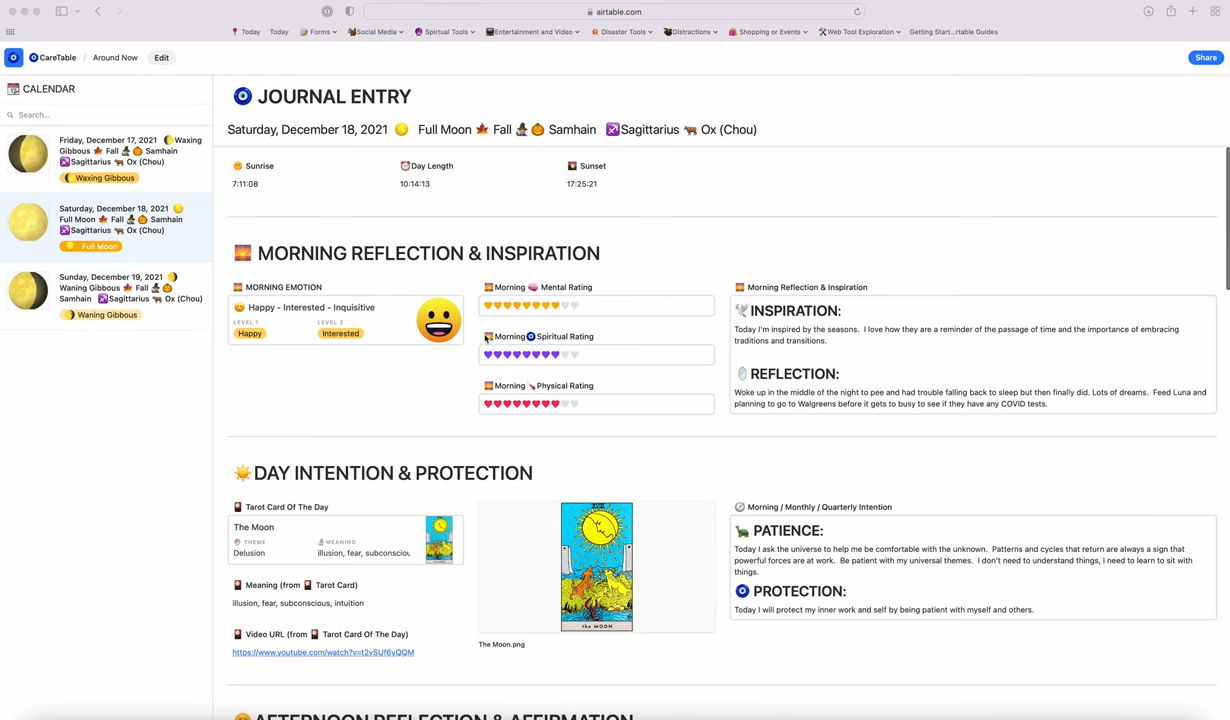 airtable.com
Today
Today
Forms
Social Media
Spirtual Tools
Entertainment and Video
Disaster Tools
Distractions
Shopping or Events
Web Tool Exploration
Getting Start...rtable Guides
CareTable / Around Now Edit
Share
CALENDAR
Search...
Friday, December 17, 2021 Waxing
Gibbous Fall Samhain
Sagittarius Ox (Chou)
Waxing Gibbous
Saturday, December 18, 2021
Full Moon Fall Samhain
Sagittarius Ox (Chou)
Full Moon
Sunday, December 19, 2021
Waning Gibbous Fall
Samhain Sagittarius Ox (Chou)
Waning Gibbous
JOURNAL ENTRY
Saturday, December 18, 2021 Full Moon Fall Samhain Sagittarius Ox (Chou)
Sunrise
7:11:08
Day Length
10:14:13
Sunset
17:25:21
MORNING REFLECTION & INSPIRATION
MORNING EMOTION
Happy - Interested - Inquisitive
LEVEL 1
LEVEL 2
Happy
Interested
Morning Mental Rating
Morning Spiritual Rating
Morning Physical Rating
Morning Reflection & Inspiration
INSPIRATION:
Today I'm inspired by the seasons. I love how they are a reminder of the passage of time and the importance of embracing
traditions and transitions.
REFLECTION:
Woke up in the middle of the night to pee and had trouble falling back to sleep but then finally did. Lots of dreams. Feed Luna and
planning to go to Walgreens before it gets to busy to see if they have any COVID tests.
DAY INTENTION & PROTECTION
Tarot Card Of The Day
The Moon
THEME
MEANING
Delusion
illusion, fear, subconsciou
Meaning (from Tarot Card)
illusion, fear, subconscious, intuition
Video URL (from Tarot Card Of The Day)
https://www.youtube.com/watch?v=t2vSUf6yQQM
the MOON
The Moon.png
Morning / Monthly / Quarterly Intention
PATIENCE:
Today I ask the universe to help me be comfortable with the unknown. Patterns and cycles that return are always a sign that
powerful forces are at work. Be patient with my universal themes. I don't need to understand things, I need to learn to sit with
things.
PROTECTION:
Today I will protect my inner work and self by being patient with myself and others.
AFTERNOON REFLECTION & AFFIRMATION